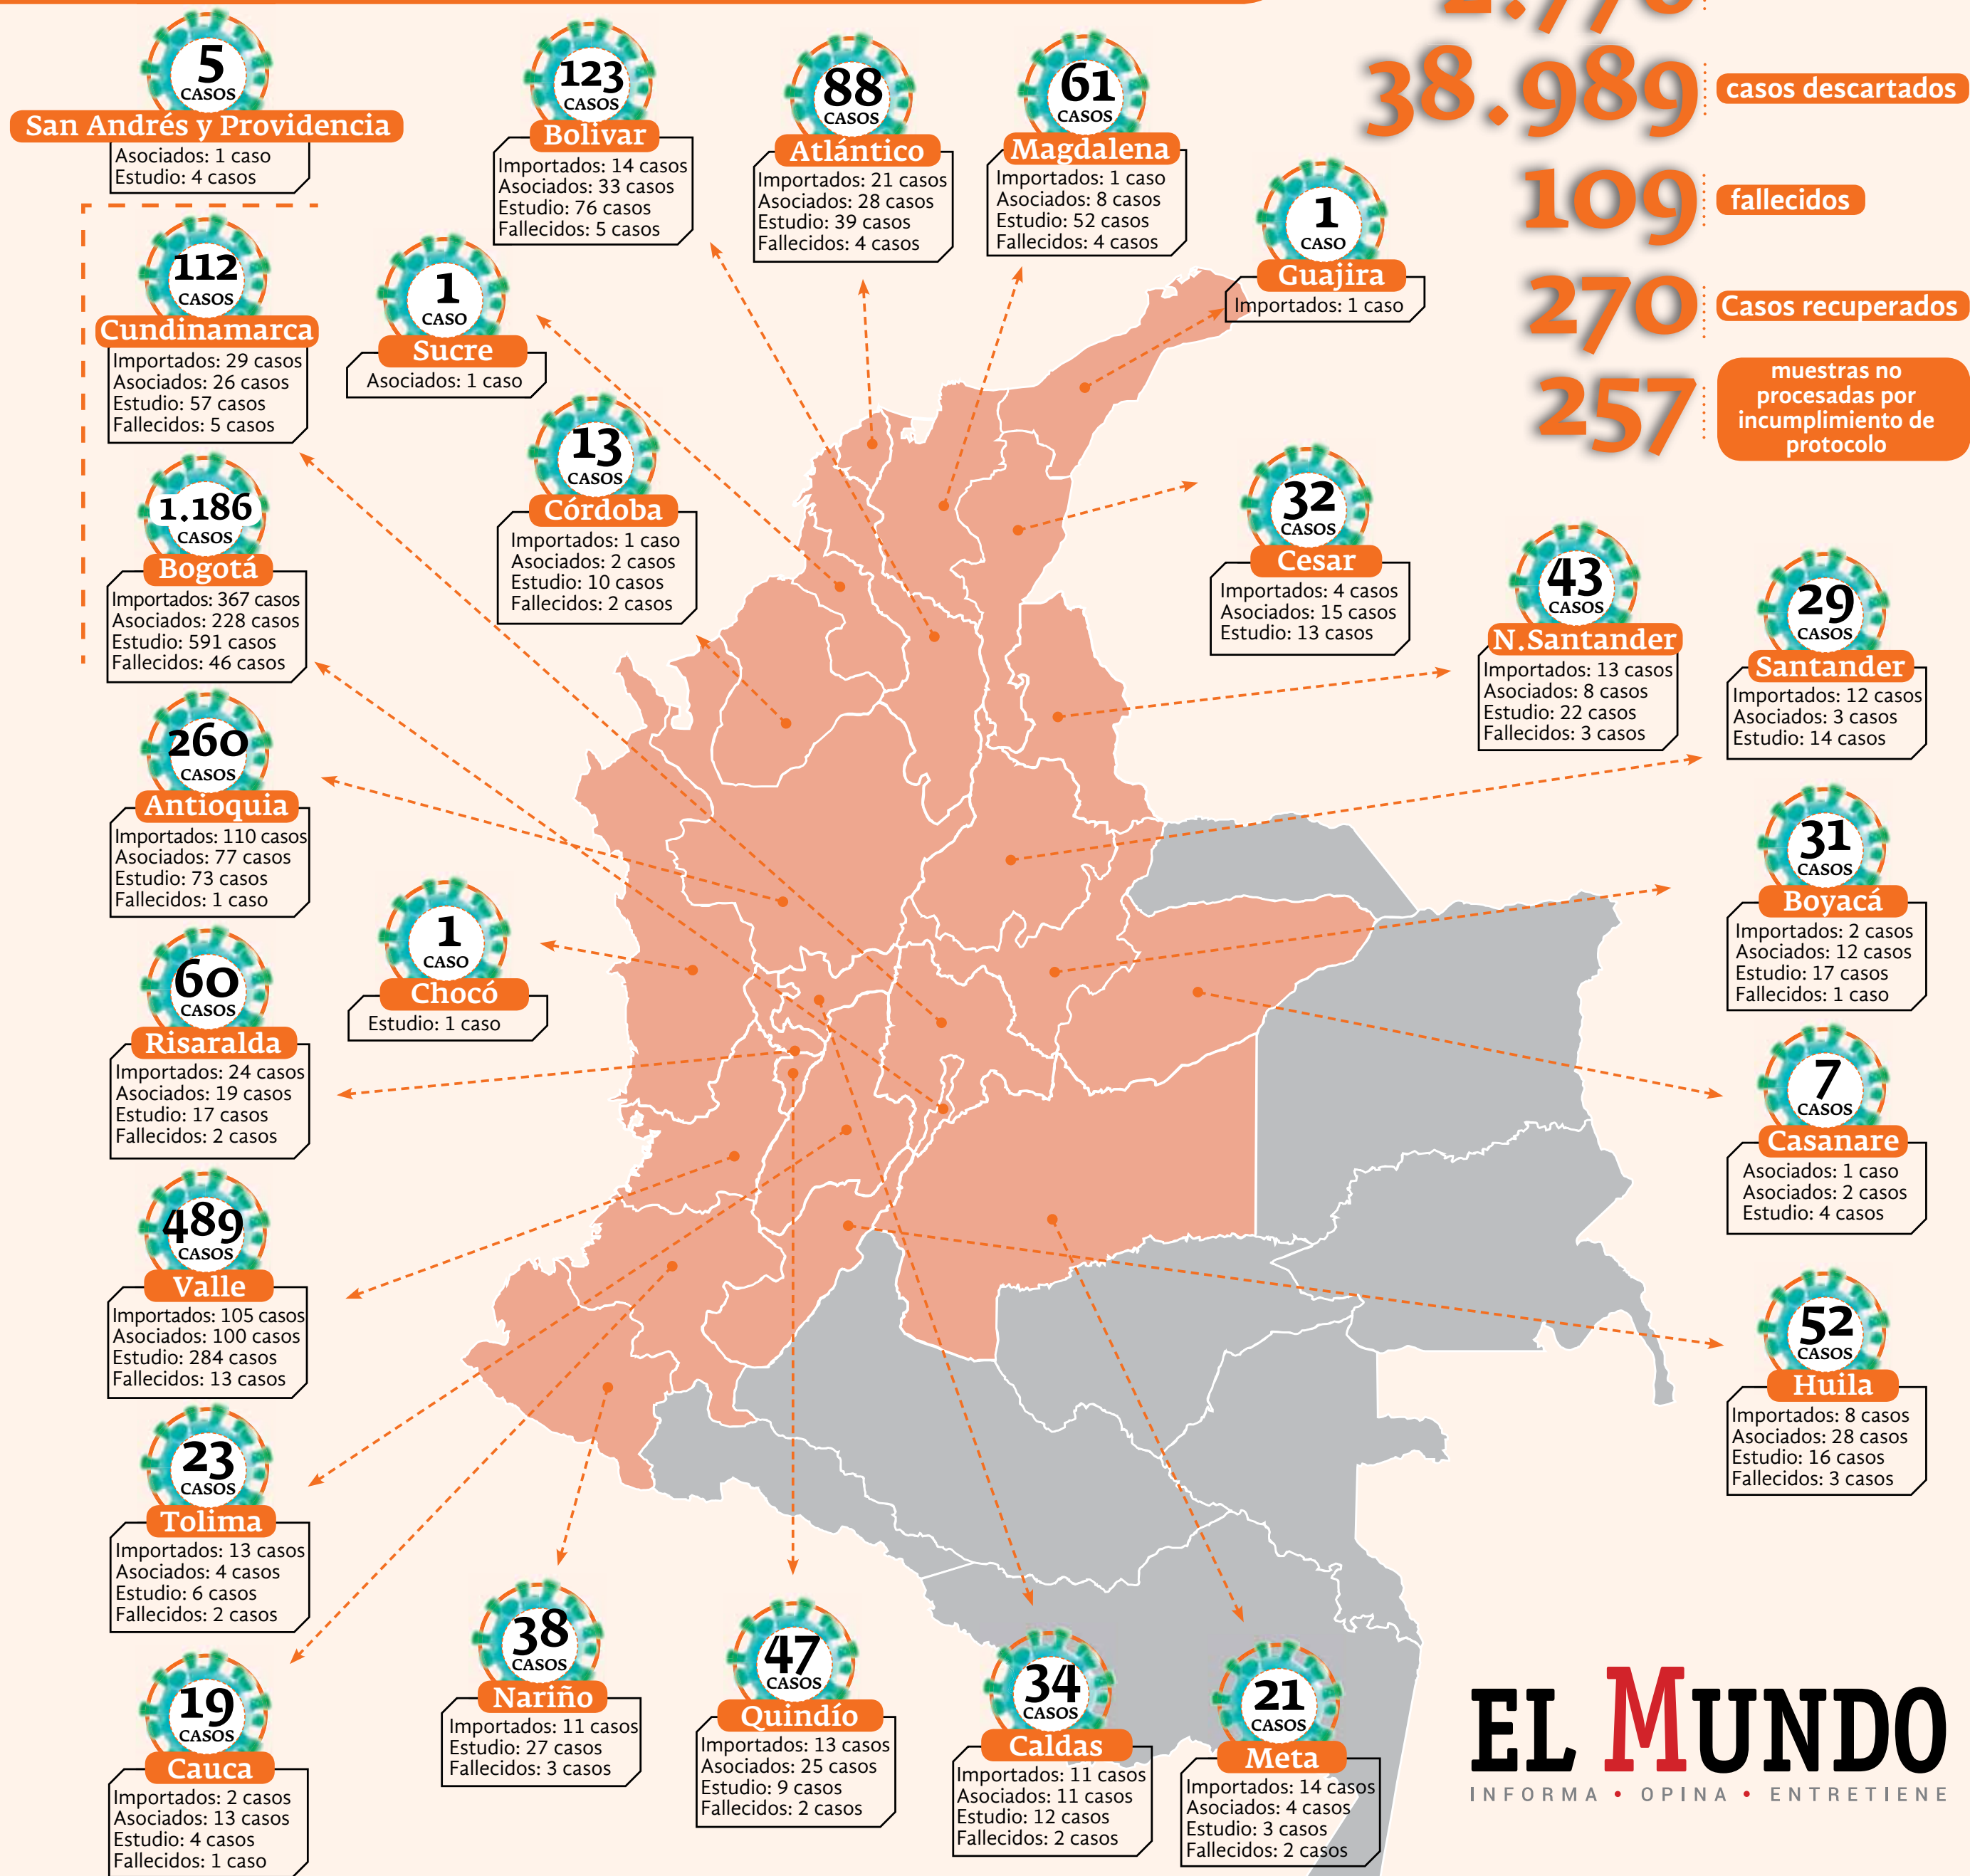 38.989
casos descartados
109
fallecidos
270
Casos recuperados
257
muestras no
procesadas por
incumplimiento de
protocolo
5
CASOS
San Andrés y Providencia
Asociados: 1 caso
Estudio: 4 casos
123
CASOS
Bolivar
Importados: 14 casos
Asociados: 33 casos
Estudio: 76 casos
Fallecidos: 5 casos
88
CASOS
Atlántico
Importados: 21 casos
Asociados: 28 casos
Estudio: 39 casos
Fallecidos: 4 casos
61
CASOS
Magdalena
Importados: 1 caso
Asociados: 8 casos
Estudio: 52 casos
Fallecidos: 4 casos
1
CASO
Guajira
Importados: 1 caso
112
CASOS
Cundinamarca
Importados: 29 casos
Asociados: 26 casos
Estudio: 57 casos
Fallecidos: 5 casos
1
CASO
Sucre
Asociados: 1 caso
13
CASOS
Córdoba
Importados: 1 caso
Asociados: 2 casos
Estudio: 10 casos
Fallecidos: 2 casos
32
CASOS
Cesar
Importados: 4 casos
Asociados: 15 casos
Estudio: 13 casos
43
CASOS
N.Santander
Importados: 13 casos
Asociados: 8 casos
Estudio: 22 casos
Fallecidos: 3 casos
29
CASOS
Santander
Importados: 12 casos
Asociados: 3 casos
Estudio: 14 casos
1.186
CASOS
Bogotá
Importados: 367 casos
Asociados: 228 casos
Estudio: 591 casos
Fallecidos: 46 casos
260
CASOS
Antioquia
Importados: 110 casos
Asociados: 77 casos
Estudio: 73 casos
Fallecidos: 1 caso
31
CASOS
Boyacá
Importados: 2 casos
Asociados: 12 casos
Estudio: 17 casos
Fallecidos: 1 caso
1
CASO
Chocó
Estudio: 1 caso
60
CASOS
Risaralda
Importados: 24 casos
Asociados: 19 casos
Estudio: 17 casos
Fallecidos: 2 casos
7
CASOS
Casanare
Asociados: 1 caso
Asociados: 2 casos
Estudio: 4 casos
489
CASOS
Valle
Importados: 105 casos
Asociados: 100 casos
Estudio: 284 casos
Fallecidos: 13 casos
52
CASOS
Huila
Importados: 8 casos
Asociados: 28 casos
Estudio: 16 casos
Fallecidos: 3 casos
23
CASOS
Tolima
Importados: 13 casos
Asociados: 4 casos
Estudio: 6 casos
Fallecidos: 2 casos
19
CASOS
Cauca
Importados: 2 casos
Asociados: 13 casos
Estudio: 4 casos
Fallecidos: 1 caso
38
CASOS
Nariño
Importados: 11 casos
Estudio: 27 casos
Fallecidos: 3 casos
47
CASOS
Quindío
Importados: 13 casos
Asociados: 25 casos
Estudio: 9 casos
Fallecidos: 2 casos
34
CASOS
Caldas
Importados: 11 casos
Asociados: 11 casos
Estudio: 12 casos
Fallecidos: 2 casos
21
CASOS
Meta
Importados: 14 casos
Asociados: 4 casos
Estudio: 3 casos
Fallecidos: 2 casos
EL MUNDO
INFORMA • OPINA • ENTRETIENE